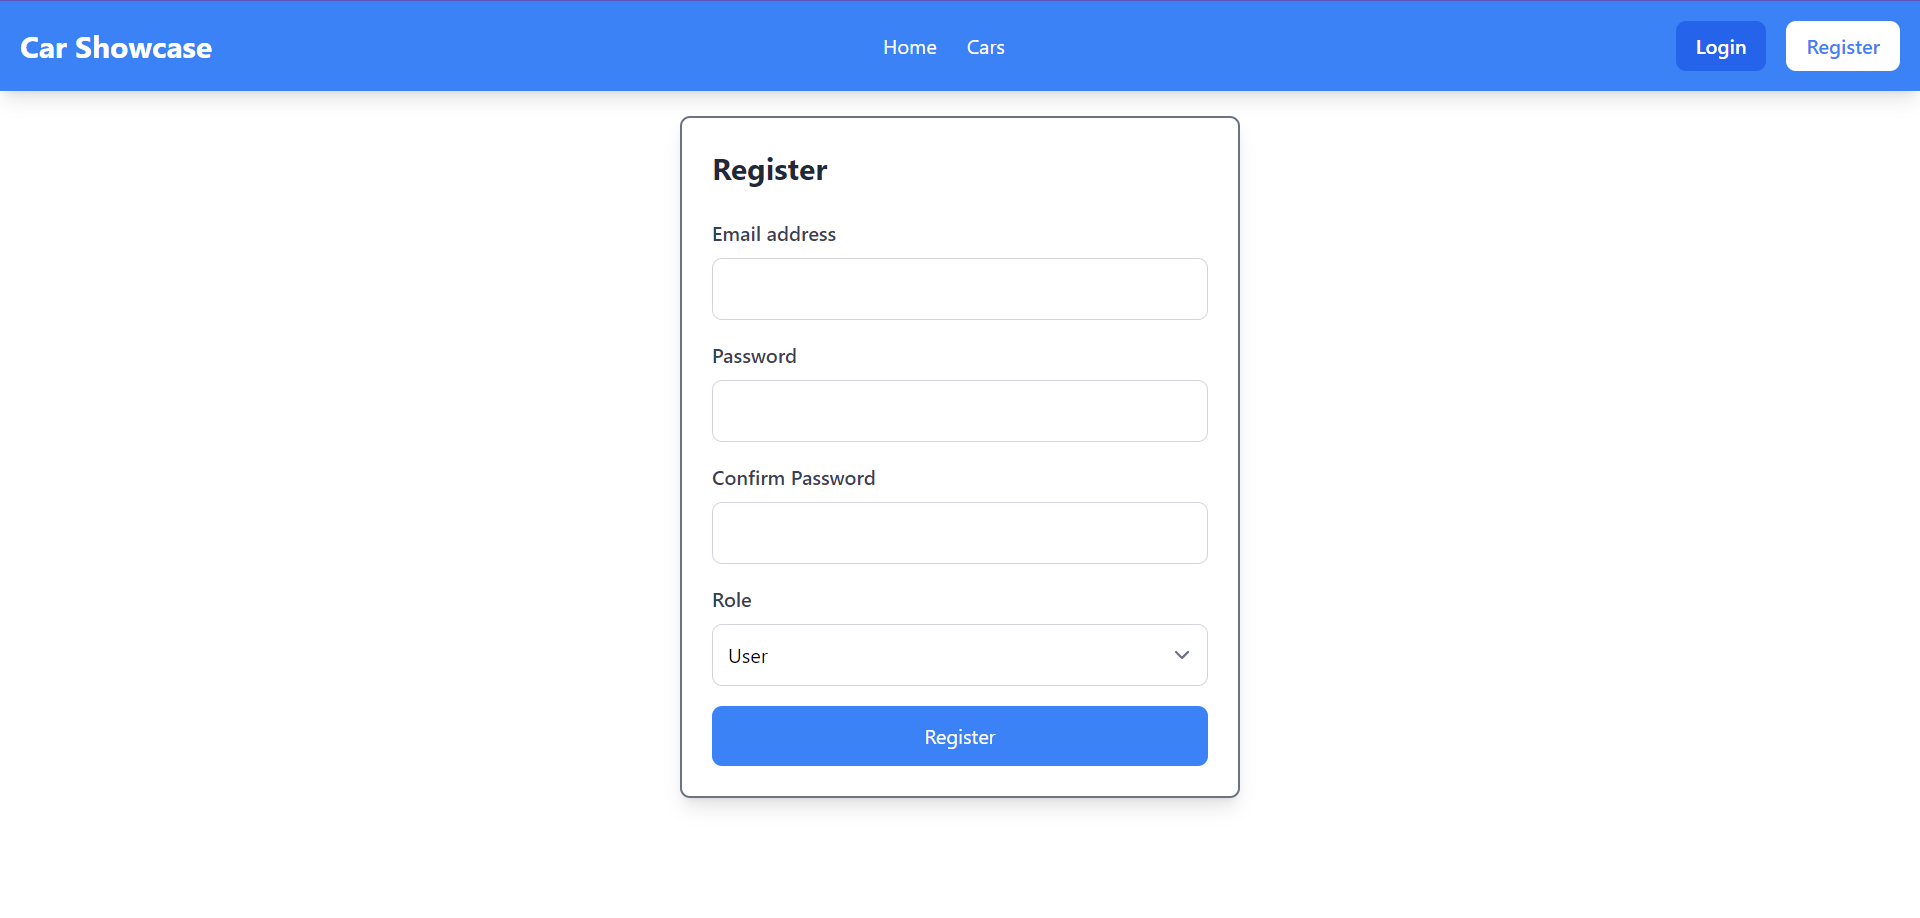 Car Showcase
Home
Cars
Login
Register
Register
Email address
Password
Confirm Password
Role
User
Register